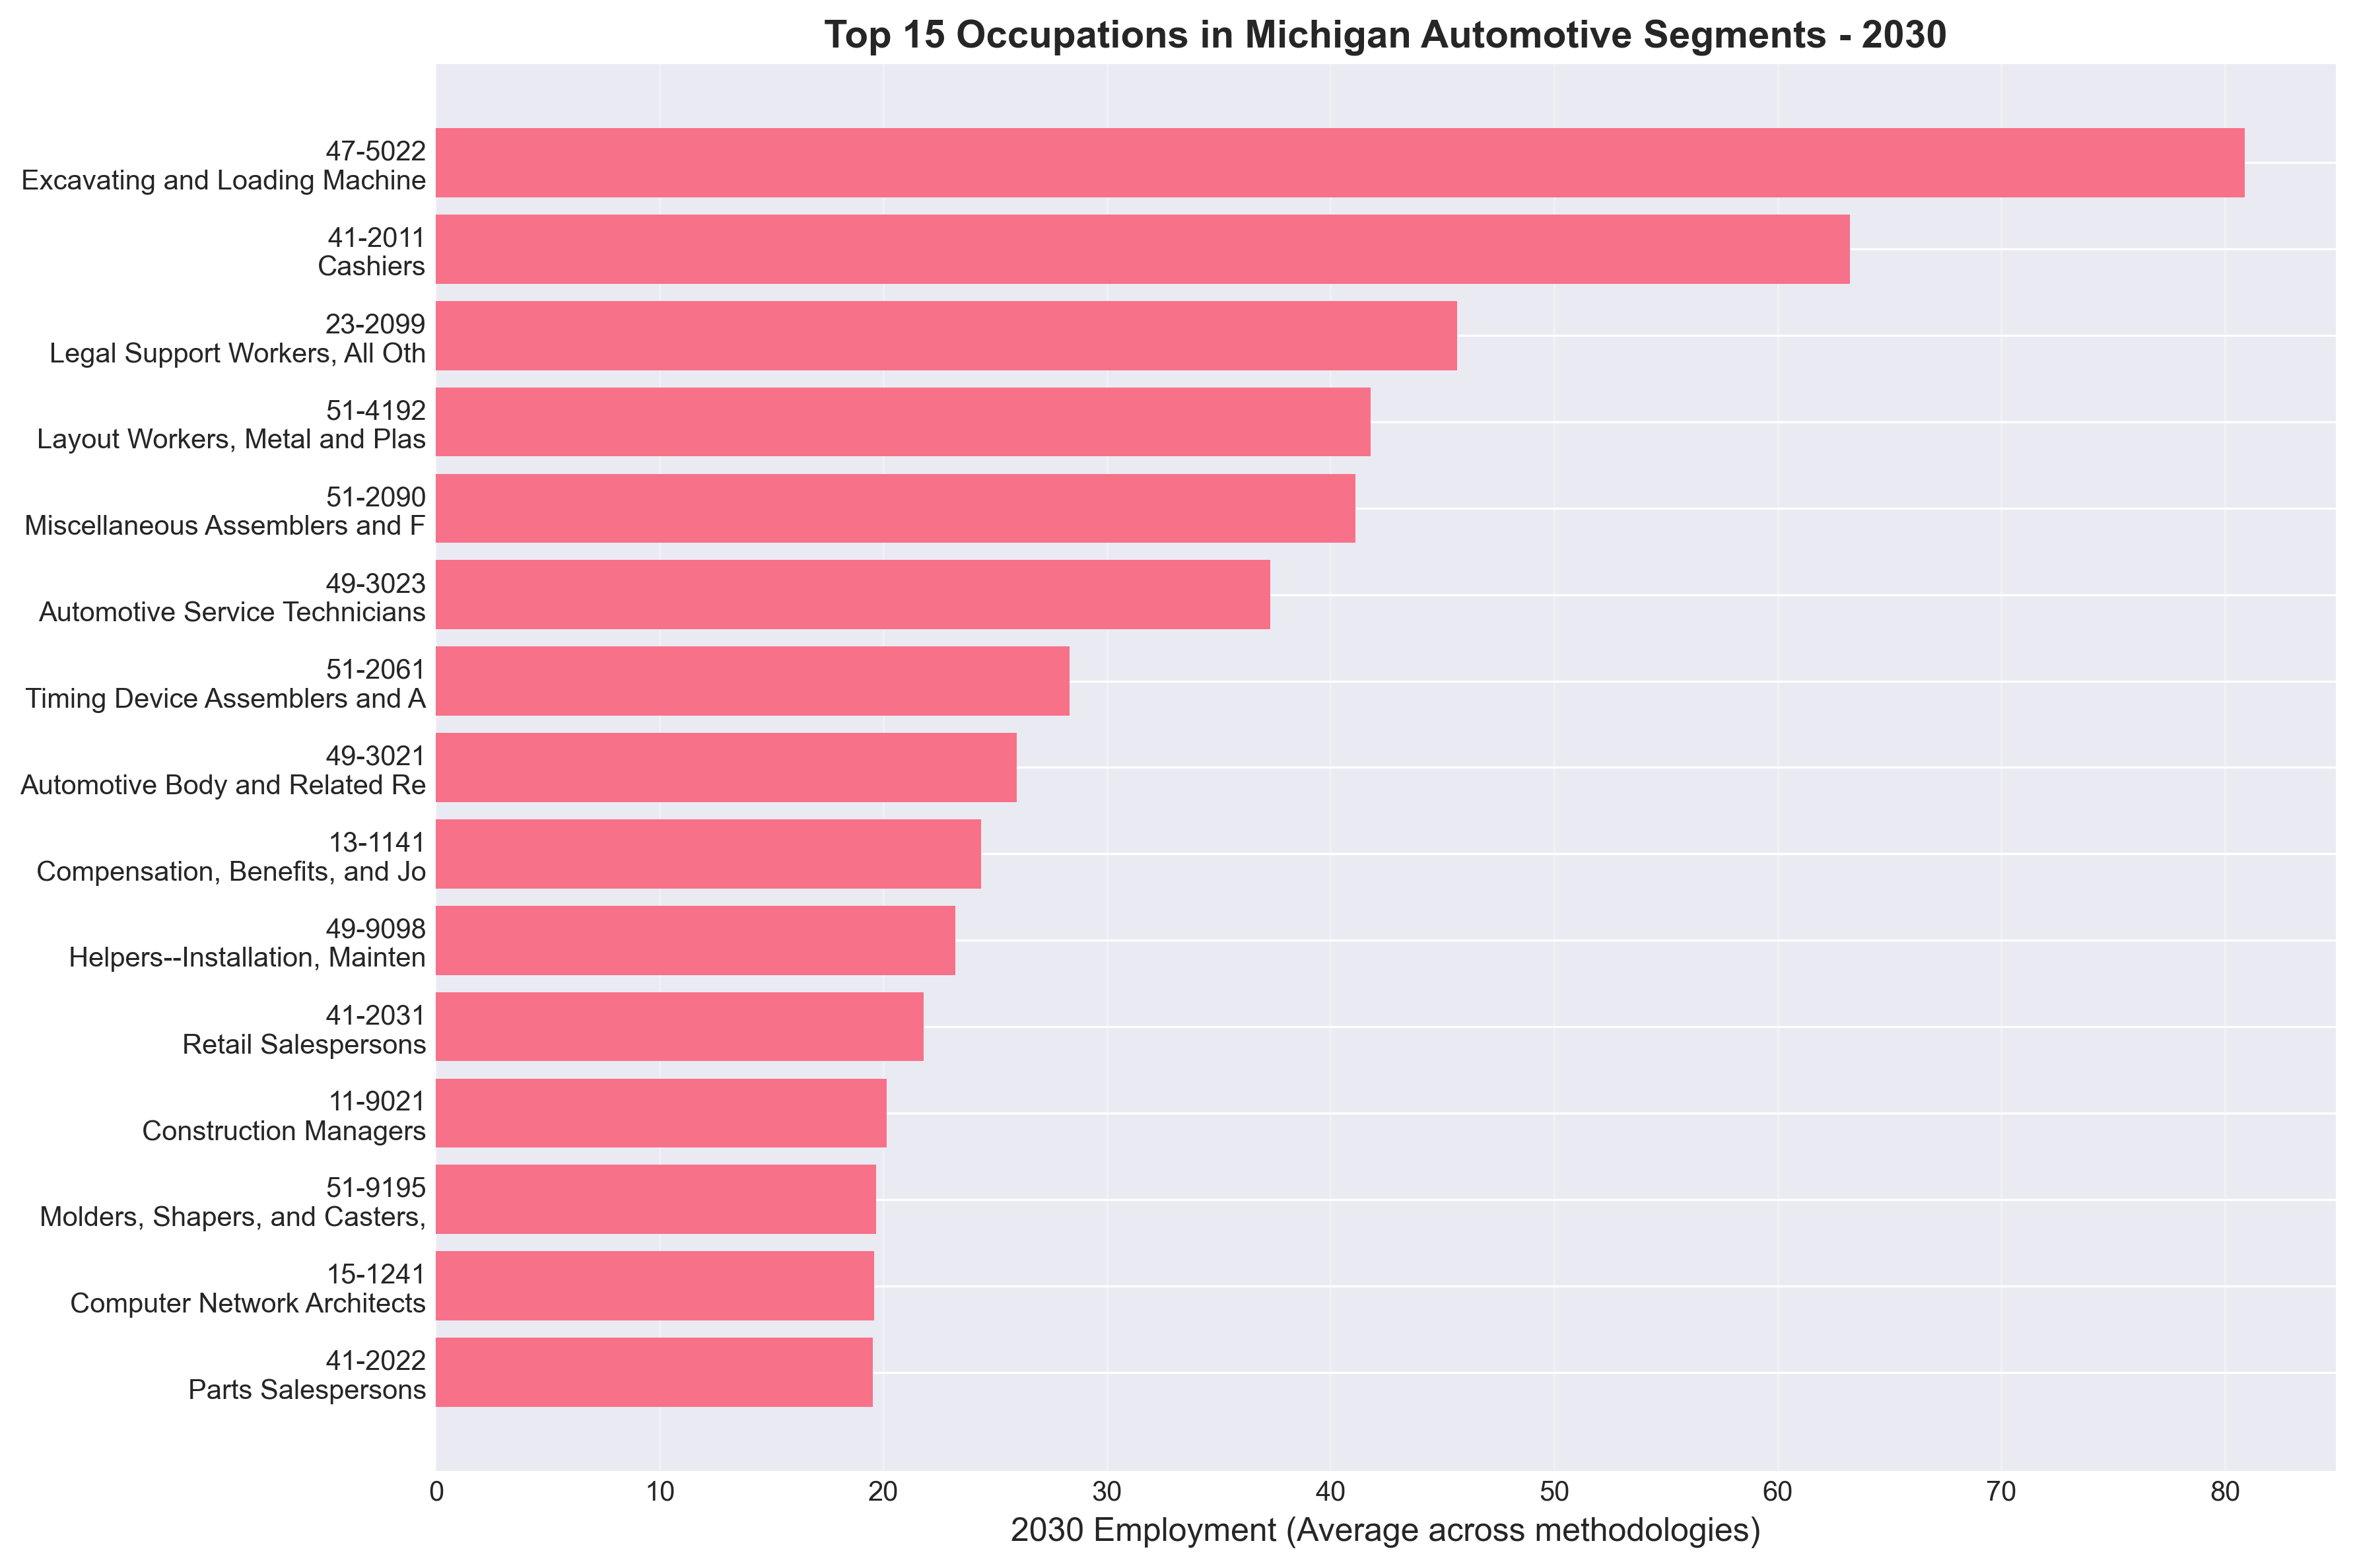 Top 15 Occupations in Michigan Automotive Segments - 2030
47-5022
Excavating and Loading Machine
41-2011
Cashiers
23-2099
Legal Support Workers, All Oth
51-4192
Layout Workers, Metal and Plas
51-2090
Miscellaneous Assemblers and F
49-3023
Automotive Service Technicians
51-2061
Timing Device Assemblers and A
49-3021
Automotive Body and Related Re
13-1141
Compensation, Benefits, and Jo
49-9098
Helpers--Installation, Mainten
41-2031
Retail Salespersons
11-9021
Construction Managers
51-9195
Molders, Shapers, and Casters,
15-1241
Computer Network Architects
41-2022
Parts Salespersons
0 10 20 30 40 50 60 70 80
2030 Employment (Average across methodologies)